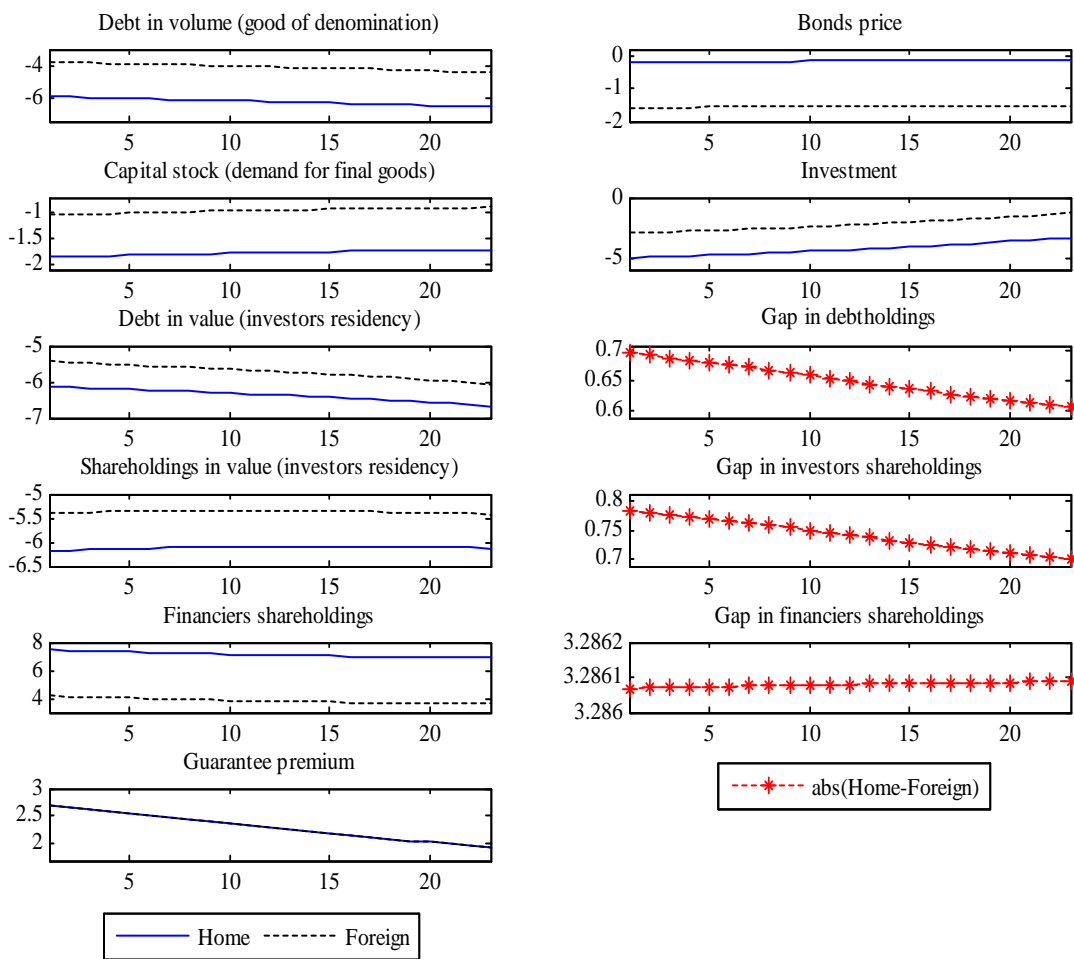 Debt in volume (good of denomination)
-4
-6
5 10 15 20
Bonds price
0
-1
-2
5 10 15 20
Capital stock (demand for final goods)
-1
-1.5
-2
5 10 15 20
Investment
0
-5
5 10 15 20
Debt in value (investors residency)
-5
-6
-7
5 10 15 20
Gap in debtholdings
0.7
0.65
0.6
5 10 15 20
Shareholdings in value (investors residency)
-5
-5.5
-6
-6.5
5 10 15 20
Gap in investors shareholdings
0.8
0.75
0.7
5 10 15 20
Financiers shareholdings
8
6
4
5 10 15 20
Gap in financiers shareholdings
3.2862
3.2861
3.286
5 10 15 20
Guarantee premium
3
2.5
2
5 10 15 20
abs(Home-Foreign)
Home Foreign